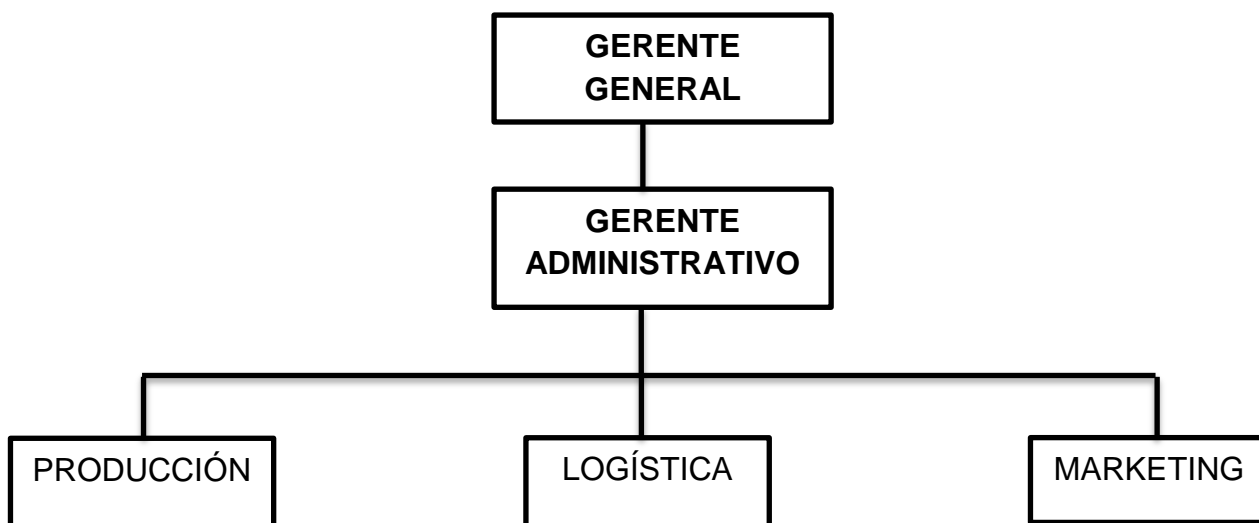 GERENTE
GENERAL
GERENTE
ADMINISTRATIVO
PRODUCCIÓN
LOGÍSTICA
MARKETING